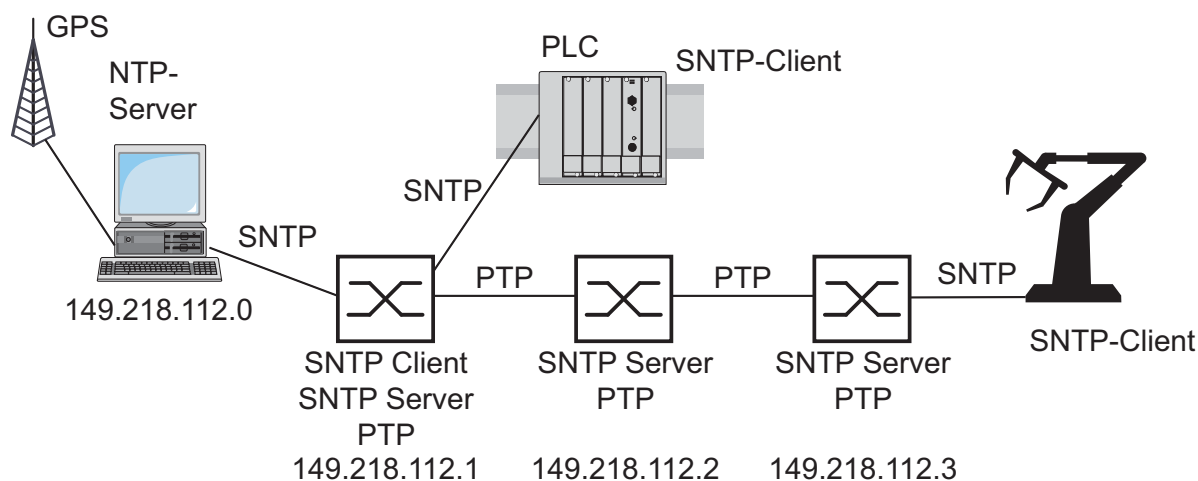 GPS
NTP-
Server
PLC
SNTP-Client
SNTP
SNTP
PTP
PTP
SNTP
149.218.112.0
SNTP-Client
SNTP Client
SNTP Server
PTP
149.218.112.1
SNTP Server
PTP
149.218.112.2
SNTP Server
PTP
149.218.112.3